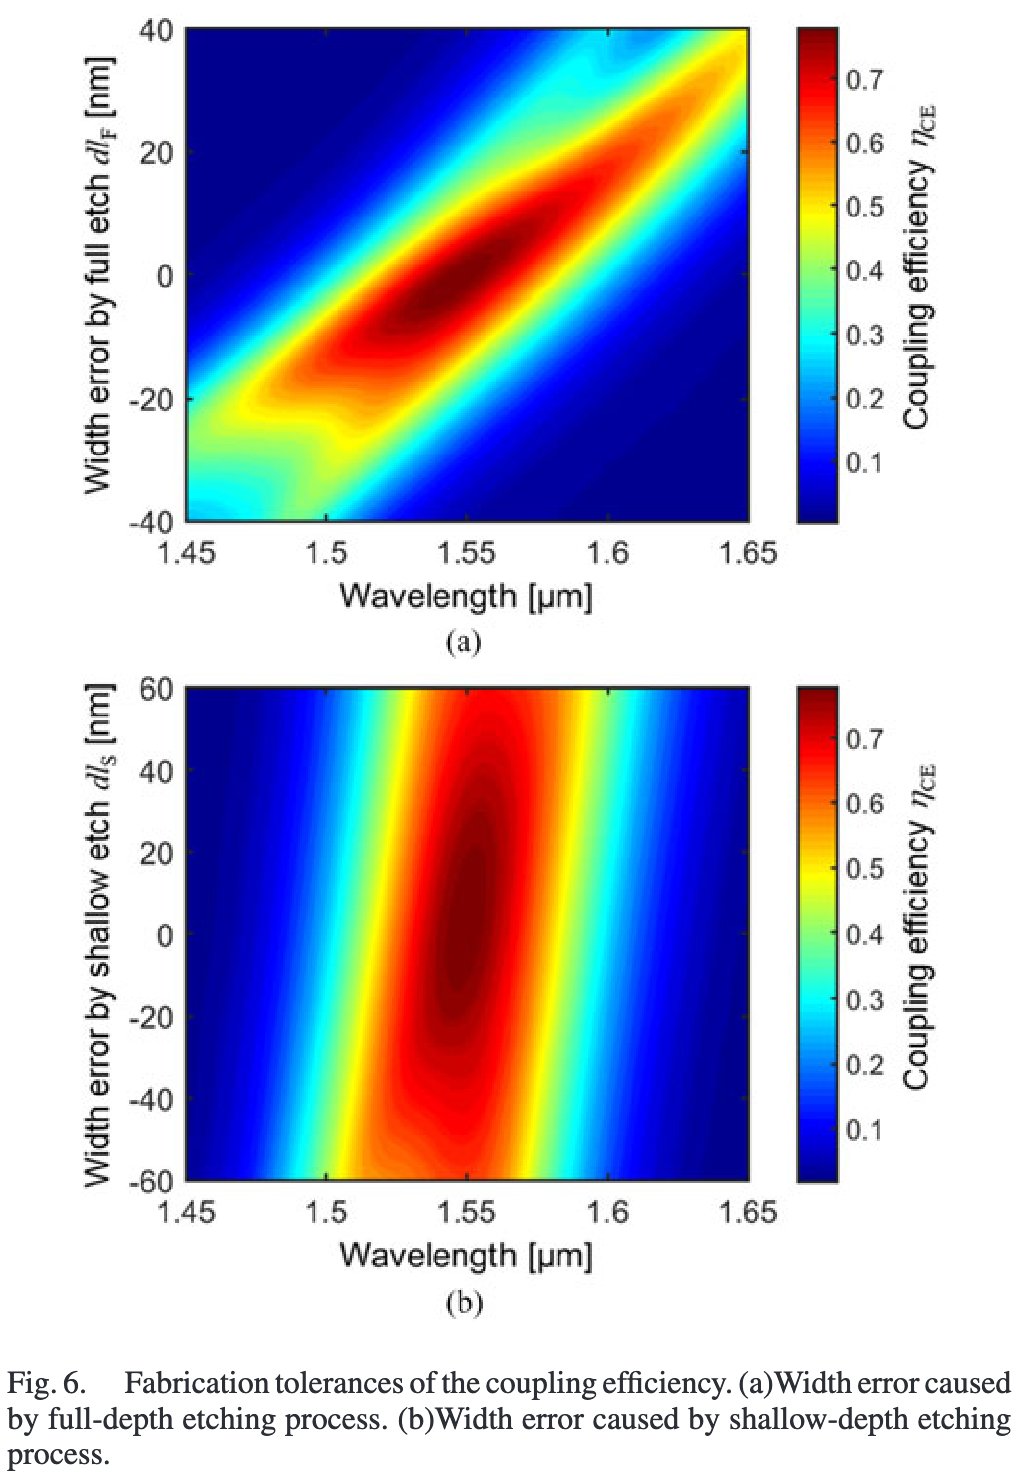 40
20
0
-20
-40
Width error by full etch dl_F [nm]
1.45 1.5 1.55 1.6 1.65
Wavelength [µm]
0.7
0.6
0.5
0.4
0.3
0.2
0.1
Coupling efficiency η_CE
(a)
60
40
20
0
-20
-40
-60
Width error by shallow etch dl_S [nm]
1.45 1.5 1.55 1.6 1.65
Wavelength [µm]
0.7
0.6
0.5
0.4
0.3
0.2
0.1
Coupling efficiency η_CE
(b)
Fig. 6. Fabrication tolerances of the coupling efficiency. (a)Width error caused
by full-depth etching process. (b)Width error caused by shallow-depth etching
process.